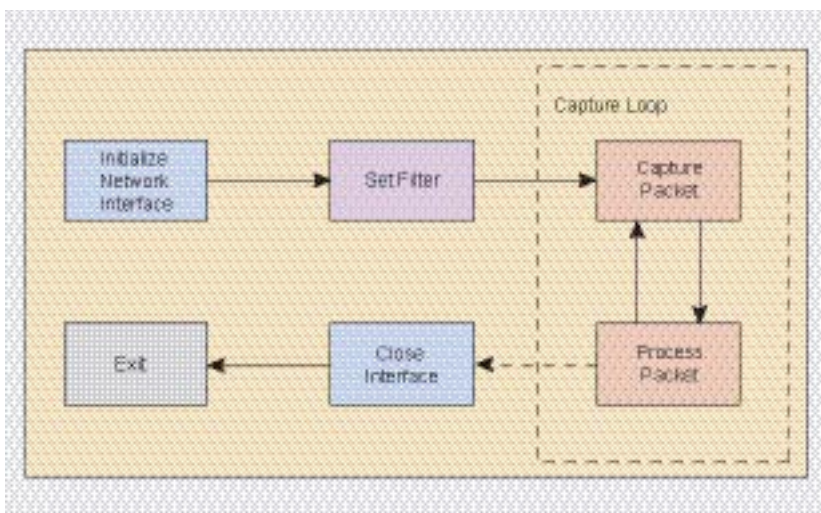 Capture Loop
Initialize
Network
Interface
Set Filter
Capture
Packet
Exit
Close
Interface
Process
Packet